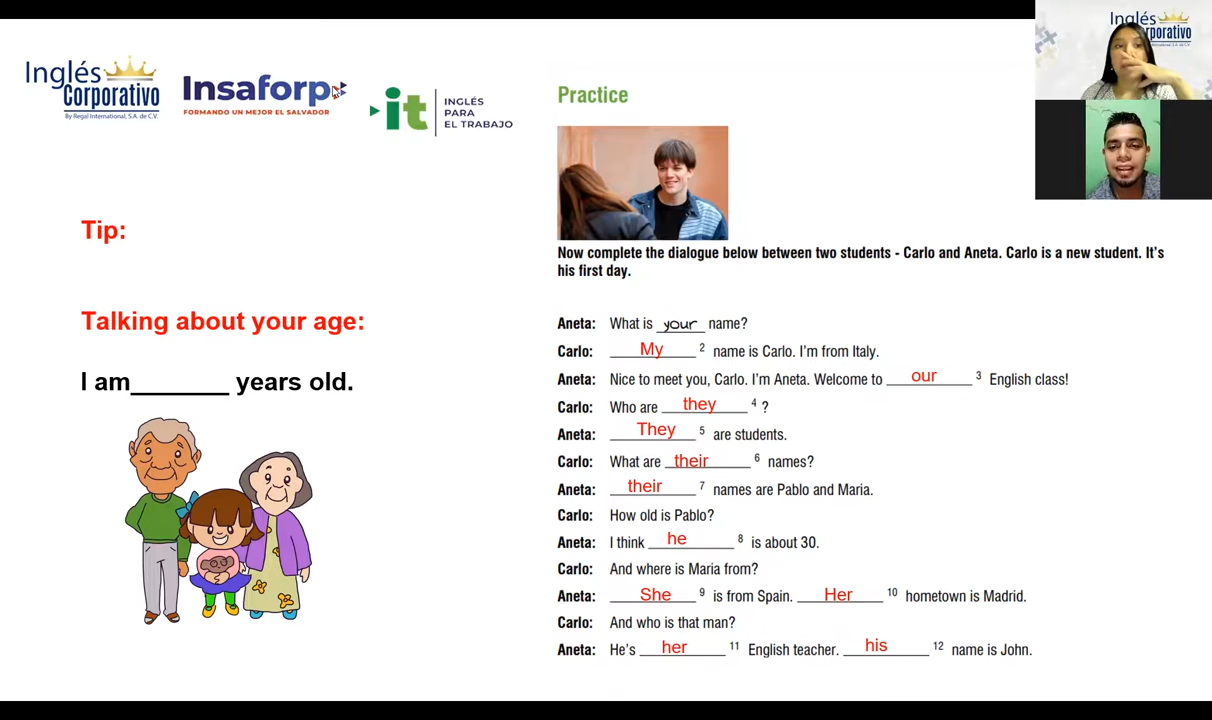 Inglés
Corporativo
By Regal International, S.A. de C.V.
Insaforp
FORMANDO UN MEJOR EL SALVADOR
it
INGLÉS
PARA
EL TRABAJO
Tip:
Talking about your age:
I am_______ years old.
Practice
Now complete the dialogue below between two students - Carlo and Aneta. Carlo is a new student. It's
his first day.
Aneta: What is your name?
Carlo: My 2 name is Carlo. I'm from Italy.
Aneta: Nice to meet you, Carlo. I'm Aneta. Welcome to our 3 English class!
Carlo: Who are they 4 ?
Aneta: They 5 are students.
Carlo: What are their 6 names?
Aneta: their 7 names are Pablo and Maria.
Carlo: How old is Pablo?
Aneta: I think he 8 is about 30.
Carlo: And where is Maria from?
Aneta: She 9 is from Spain. Her 10 hometown is Madrid.
Carlo: And who is that man?
Aneta: He's her 11 English teacher. his 12 name is John.
Inglés
rporativo